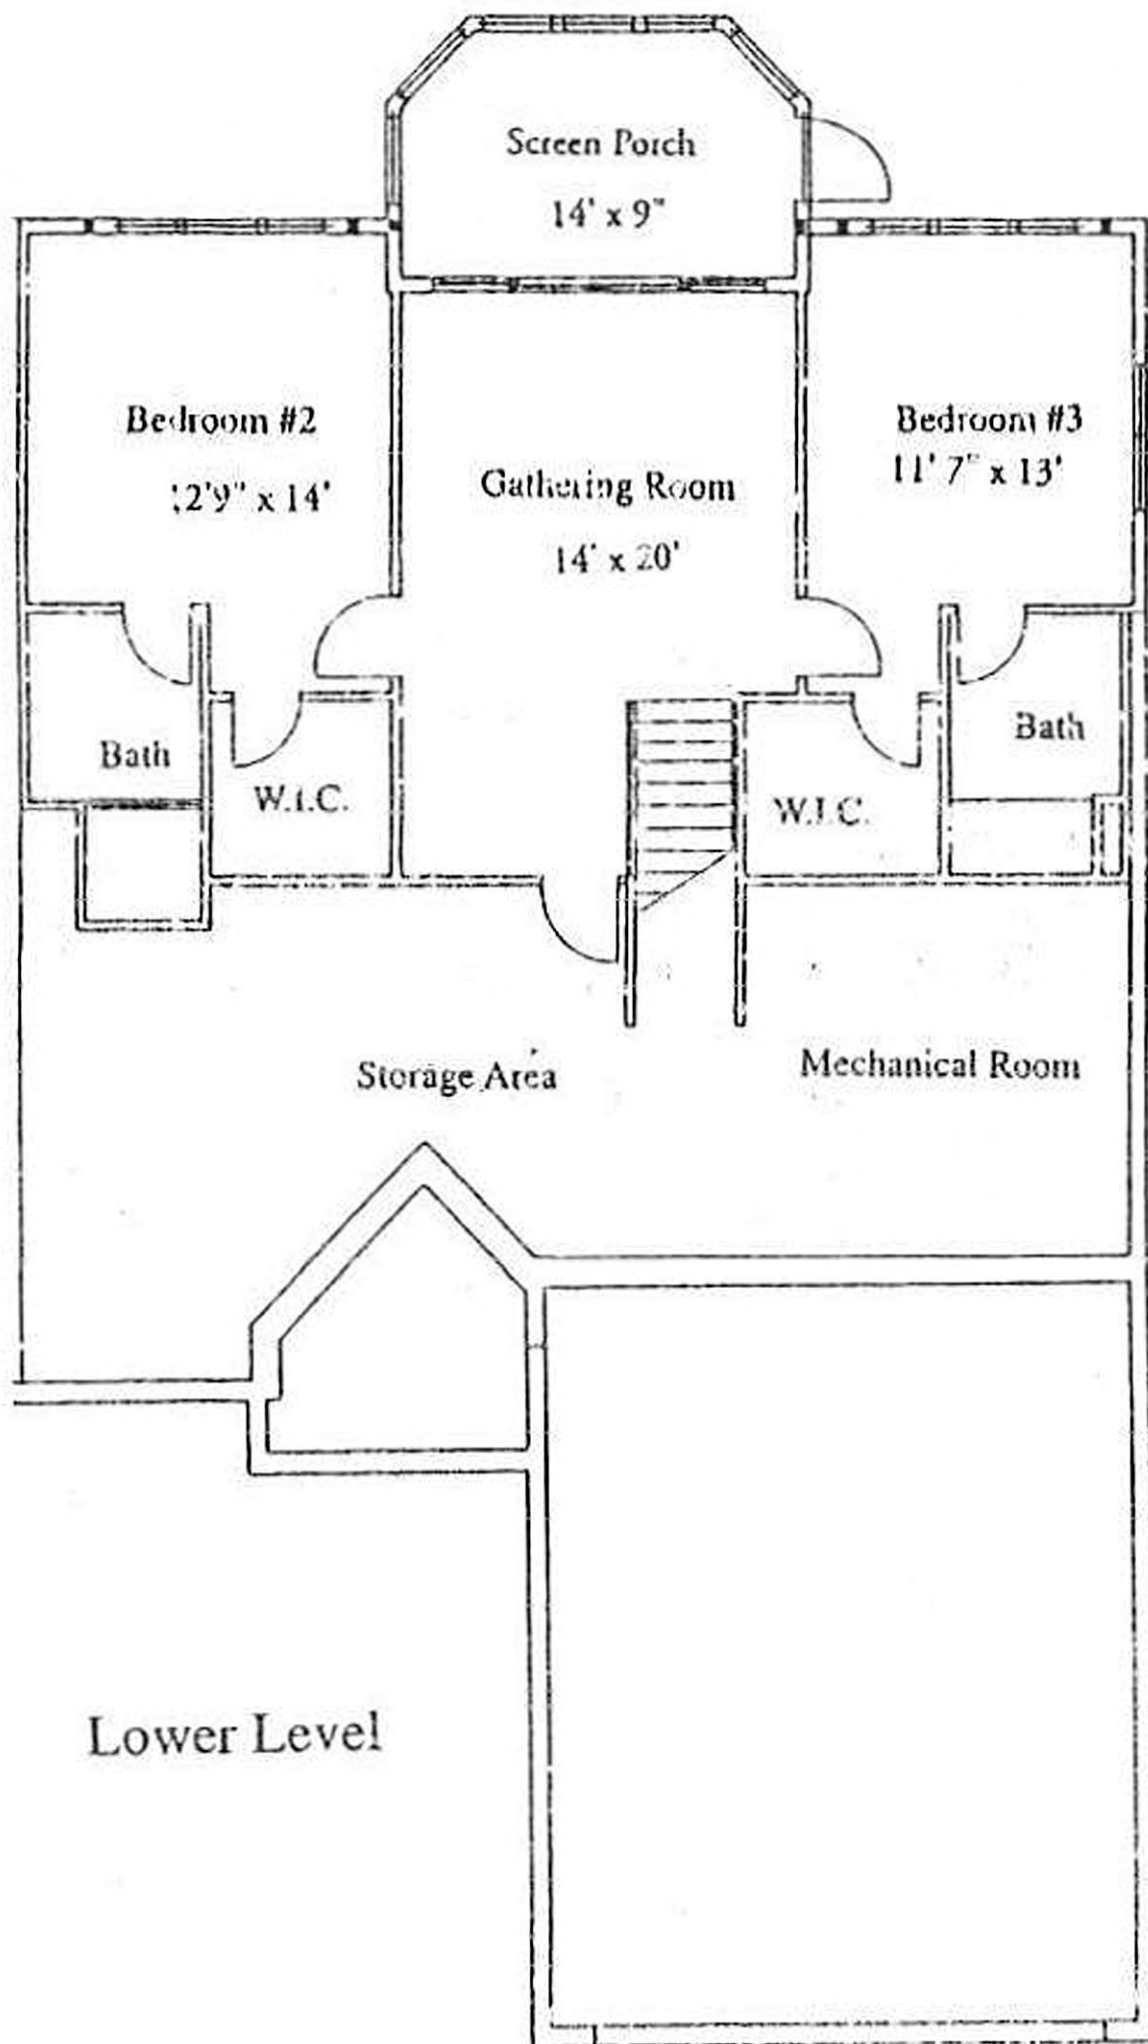 Screen Porch
14' x 9"
Bedroom #2
12'9" x 14'
Gathering Room
14' x 20'
Bedroom #3
11' 7" x 13'
Bath
W.I.C.
W.I.C.
Bath
Storage Area
Mechanical Room
Lower Level